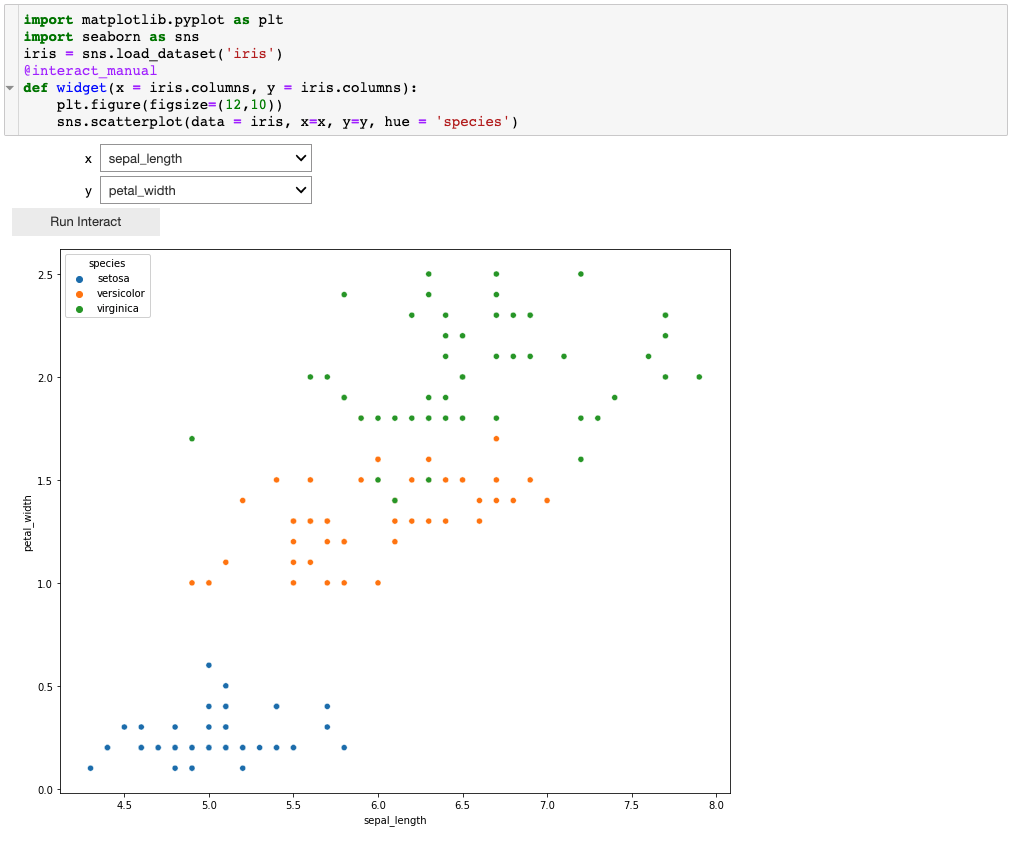 import matplotlib.pyplot as plt
import seaborn as sns
iris = sns.load_dataset('iris')
@interact_manual
def widget(x = iris.columns, y = iris.columns):
    plt.figure(figsize=(12,10))
    sns.scatterplot(data = iris, x=x, y=y, hue = 'species')
x sepal_length
y petal_width
Run Interact
species
setosa
versicolor
virginica
2.5
2.0
1.5
1.0
0.5
0.0
petal_width
4.5 5.0 5.5 6.0 6.5 7.0 7.5 8.0
sepal_length